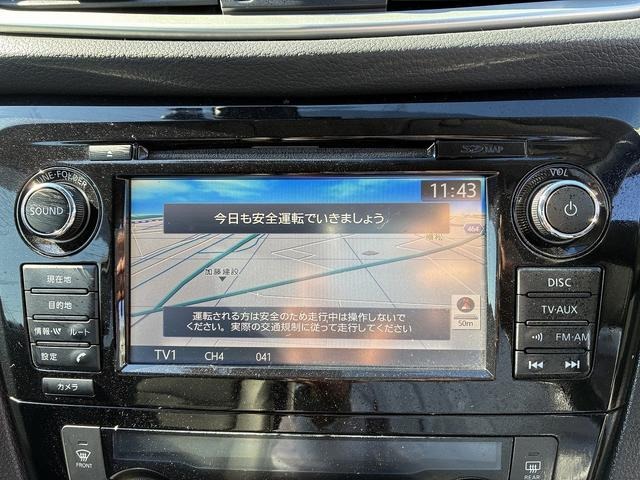 SD MAP
TUNE·FOLDER
VOL
SOUND
11:43
今日も安全運転でいきましょう
464
加藤建設
現在地
目的地
情報・VI ルート
設定
カメラ
運転される方は安全のため走行中は操作しないで
ください。実際の交通規制に従って走行してください
50m
TV1 CH4 041
DISC
TV·AUX
FM·AM
FRONT
REAR